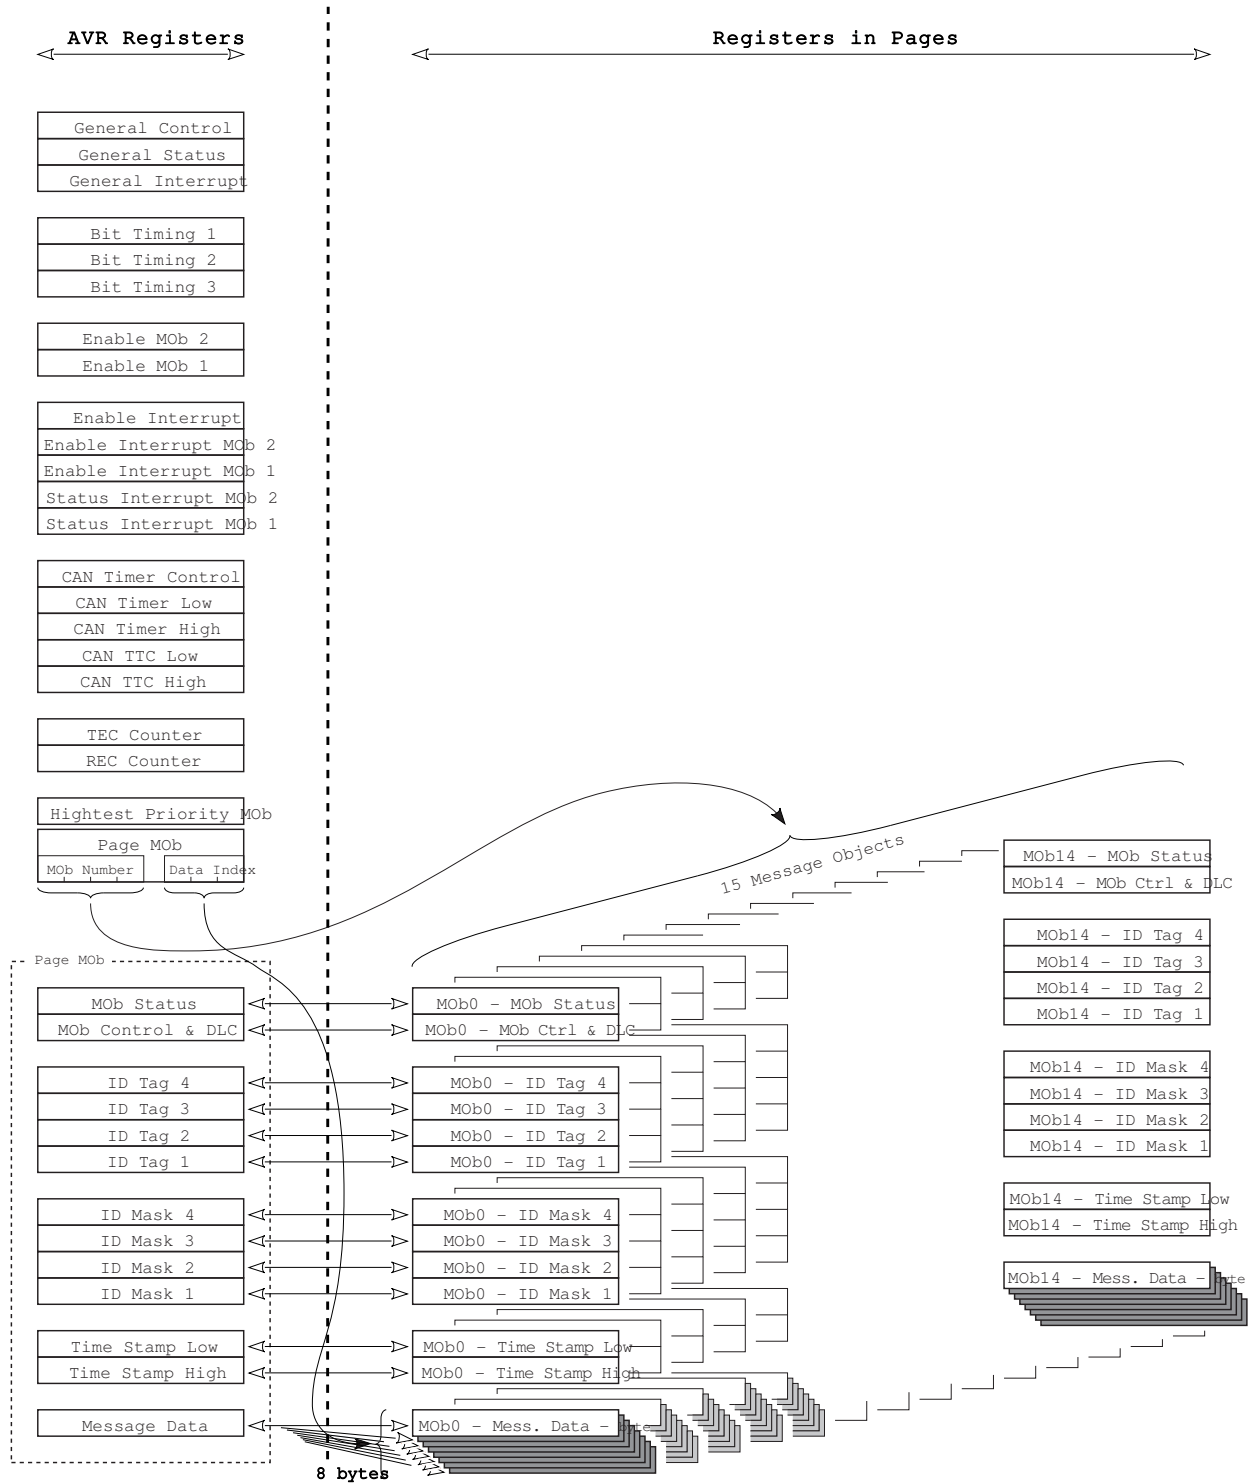 AVR Registers
Registers in Pages
General Control
General Status
General Interrupt
Bit Timing 1
Bit Timing 2
Bit Timing 3
Enable MOb 2
Enable MOb 1
Enable Interrupt
Enable Interrupt MOb 2
Enable Interrupt MOb 1
Status Interrupt MOb 2
Status Interrupt MOb 1
CAN Timer Control
CAN Timer Low
CAN Timer High
CAN TTC Low
CAN TTC High
TEC Counter
REC Counter
Hightest Priority MOb
Page MOb
MOb Number
Data Index
Page MOb
MOb Status
MOb Control & DLC
ID Tag 4
ID Tag 3
ID Tag 2
ID Tag 1
ID Mask 4
ID Mask 3
ID Mask 2
ID Mask 1
Time Stamp Low
Time Stamp High
Message Data
8 bytes
MOb0 - MOb Status
MOb0 - MOb Ctrl & DLC
MOb0 - ID Tag 4
MOb0 - ID Tag 3
MOb0 - ID Tag 2
MOb0 - ID Tag 1
MOb0 - ID Mask 4
MOb0 - ID Mask 3
MOb0 - ID Mask 2
MOb0 - ID Mask 1
MOb0 - Time Stamp Low
MOb0 - Time Stamp High
MOb0 - Mess. Data - byte
15 Message Objects
MOb14 - MOb Status
MOb14 - MOb Ctrl & DLC
MOb14 - ID Tag 4
MOb14 - ID Tag 3
MOb14 - ID Tag 2
MOb14 - ID Tag 1
MOb14 - ID Mask 4
MOb14 - ID Mask 3
MOb14 - ID Mask 2
MOb14 - ID Mask 1
MOb14 - Time Stamp Low
MOb14 - Time Stamp High
MOb14 - Mess. Data - byte